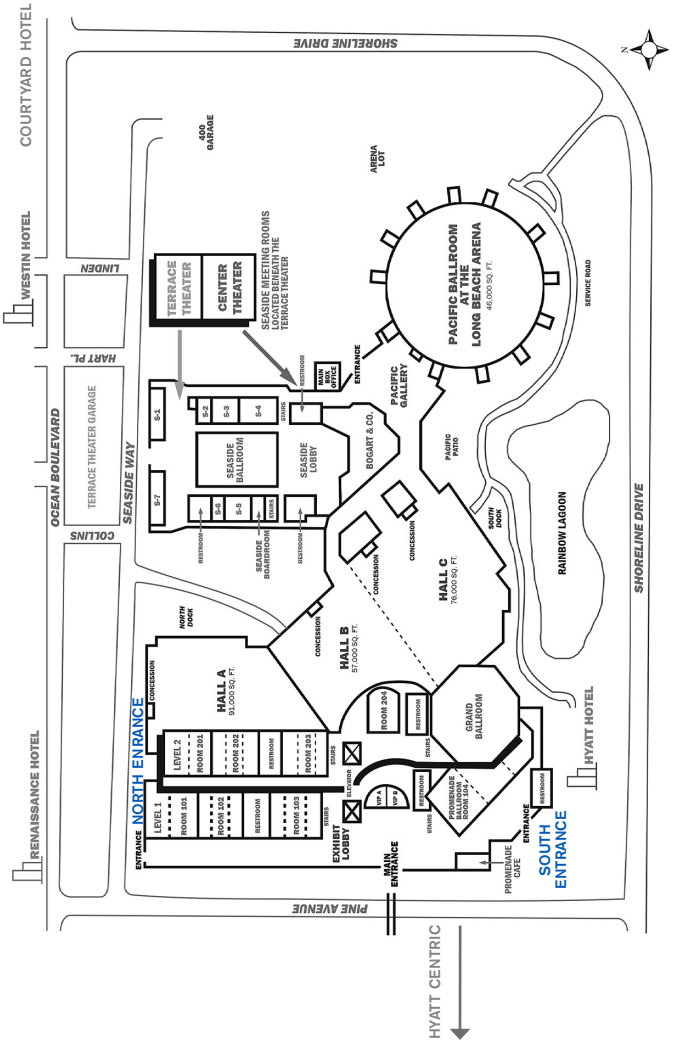 COURTYARD HOTEL
WESTIN HOTEL
RENAISSANCE HOTEL
OCEAN BOULEVARD
LINDEN
HART PL.
COLLINS
TERRACE THEATER GARAGE
SEASIDE WAY
SHORELINE DRIVE
N
400
GARAGE
ARENA
LOT
TERRACE
THEATER
CENTER
THEATER
SEASIDE MEETING ROOMS
LOCATED BENEATH THE
TERRACE THEATER
PACIFIC BALLROOM
AT THE
LONG BEACH ARENA
46,000 SQ. FT.
SERVICE ROAD
MAIN
BOX
OFFICE
ENTRANCE
RESTROOM
PACIFIC
GALLERY
S-1
S-2
S-3
S-4
STAIRS
SEASIDE
BALLROOM
SEASIDE
LOBBY
BOGART & CO.
PACIFIC
PATIO
S-7
S-6
S-5
STAIRS
RESTROOM
SEASIDE
BOARDROOM
RESTROOM
CONCESSION
CONCESSION
SOUTH
DOCK
RAINBOW LAGOON
SHORELINE DRIVE
HALL C
76,000 SQ. FT.
NORTH
DOCK
CONCESSION
HALL B
57,000 SQ. FT.
CONCESSION
HALL A
91,000 SQ. FT.
NORTH ENRANCE
LEVEL 2
ROOM 201
ROOM 202
RESTROOM
ROOM 203
STAIRS
ROOM 204
RESTROOM
STAIRS
GRAND
BALLROOM
HYATT HOTEL
ELEVATOR
LEVEL 1
ROOM 101
ROOM 102
RESTROOM
ROOM 103
STAIRS
VIP A
VIP B
RESTROOM
STAIRS
PROMENADE
BALLROOM
ROOM 104
RESTROOM
ENTRANCE
EXHIBIT
LOBBY
MAIN
ENTRANCE
PROMENADE
CAFE
ENTRANCE
SOUTH
ENTRANCE
PINE AVENUE
HYATT CENTRIC